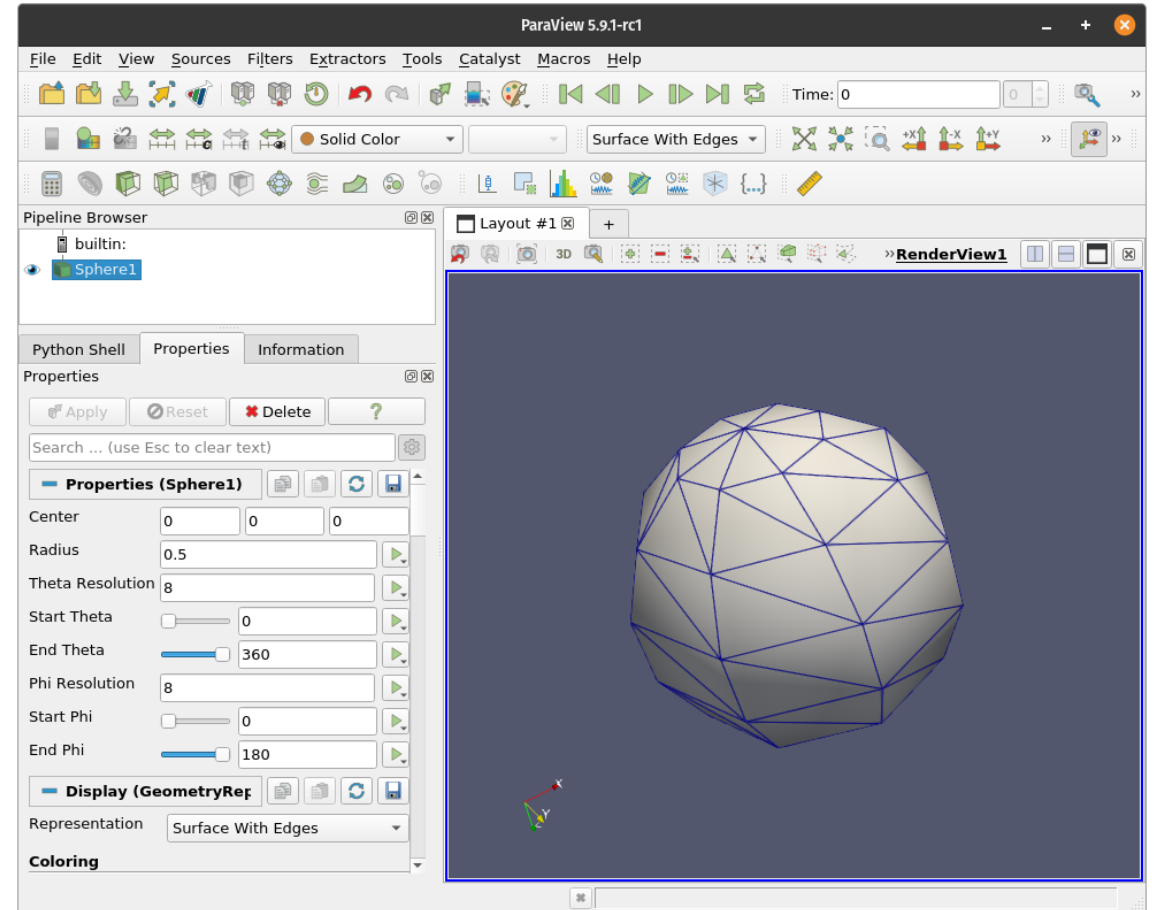 ParaView 5.9.1-rc1
File Edit View Sources Filters Extractors Tools Catalyst Macros Help
Time: 0 0 »
Solid Color Surface With Edges +X -X +Y » »
{...}
Pipeline Browser
builtin:
Sphere1
Layout #1 +
3D »RenderView1
Python Shell Properties Information
Properties
Apply Reset Delete ?
Search ... (use Esc to clear text)
Properties (Sphere1)
Center 0 0 0
Radius 0.5
Theta Resolution 8
Start Theta 0
End Theta 360
Phi Resolution 8
Start Phi 0
End Phi 180
Display (GeometryRep
Representation Surface With Edges
Coloring
X
Y
Z